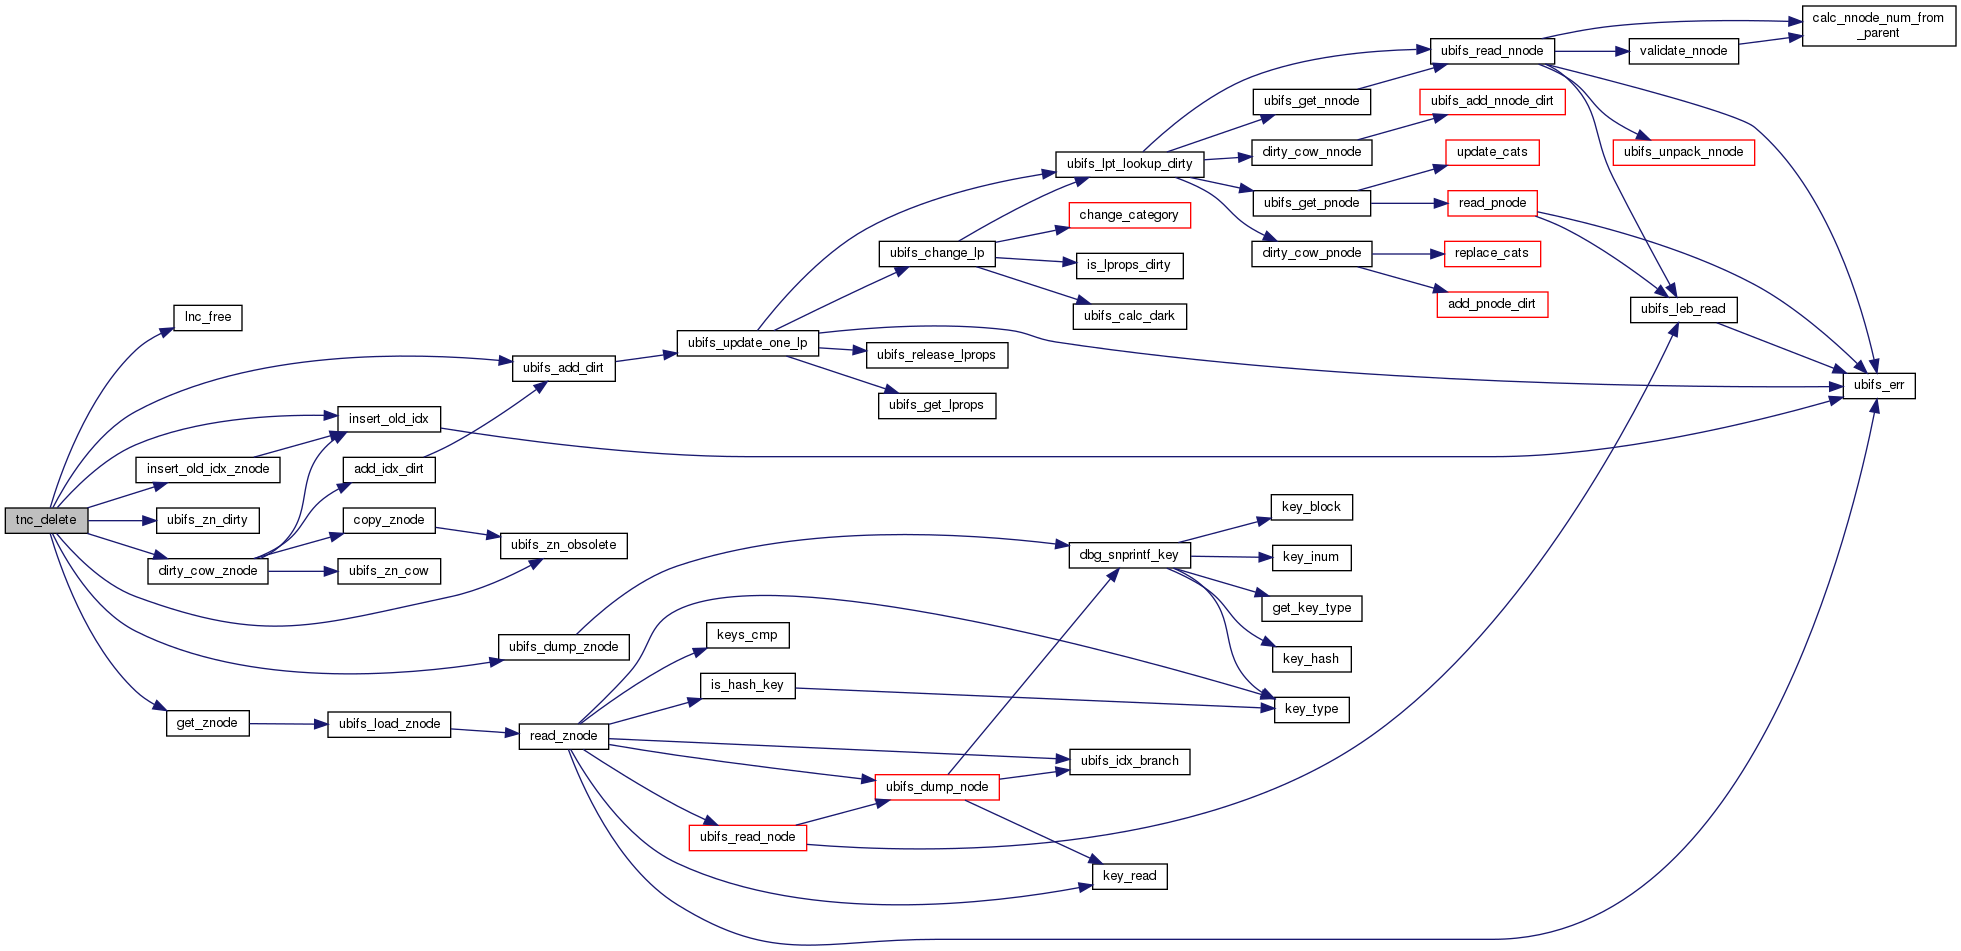 calc_nnode_num_from
_parent
ubifs_read_nnode
validate_nnode
ubifs_get_nnode
ubifs_add_nnode_dirt
dirty_cow_nnode
update_cats
ubifs_unpack_nnode
ubifs_lpt_lookup_dirty
ubifs_get_pnode
read_pnode
change_category
ubifs_change_lp
dirty_cow_pnode
replace_cats
is_lprops_dirty
add_pnode_dirt
ubifs_leb_read
lnc_free
ubifs_calc_dark
ubifs_update_one_lp
ubifs_release_lprops
ubifs_add_dirt
ubifs_err
ubifs_get_lprops
insert_old_idx
insert_old_idx_znode
add_idx_dirt
key_block
tnc_delete
ubifs_zn_dirty
copy_znode
ubifs_zn_obsolete
dbg_snprintf_key
key_inum
dirty_cow_znode
ubifs_zn_cow
get_key_type
keys_cmp
ubifs_dump_znode
key_hash
is_hash_key
key_type
get_znode
ubifs_load_znode
read_znode
ubifs_idx_branch
ubifs_dump_node
ubifs_read_node
key_read